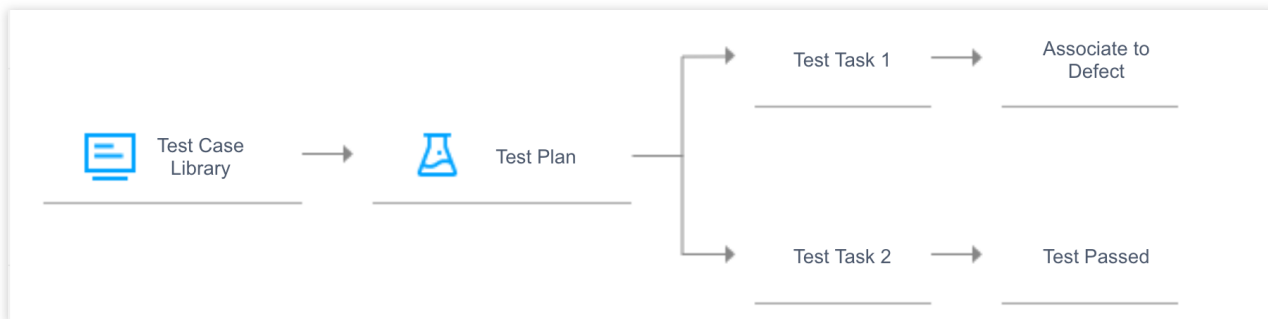 Test Case
Library
Test Plan
Test Task 1
Associate to
Defect
Test Task 2
Test Passed